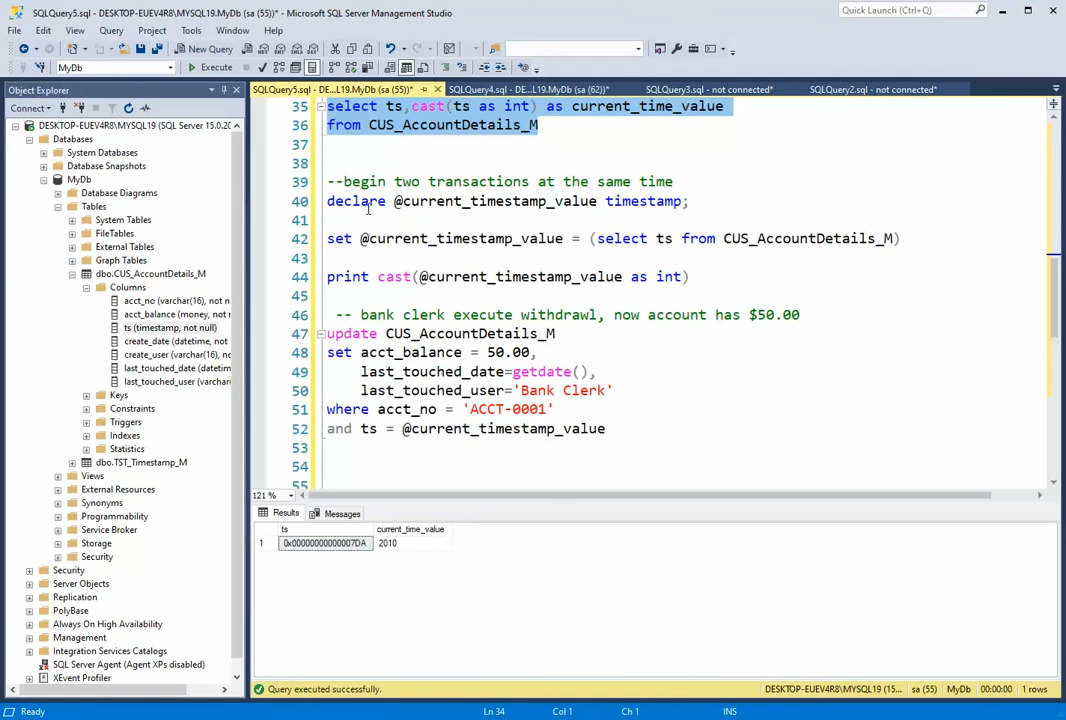 SQLQuery5.sql - DESKTOP-EUEV4R8\MYSQL19.MyDb (sa (55))* - Microsoft SQL Server Management Studio
Quick Launch (Ctrl+Q)
File Edit View Query Project Tools Window Help
New Query
MyDb Execute
Object Explorer
Connect
DESKTOP-EUEV4R8\MYSQL19 (SQL Server 15.0.20
Databases
System Databases
Database Snapshots
MyDb
Database Diagrams
Tables
System Tables
FileTables
External Tables
Graph Tables
dbo.CUS_AccountDetails_M
Columns
acct_no (varchar(16), not n
acct_balance (money, not
ts (timestamp, not null)
create_date (datetime, not
create_user (varchar(16), n
last_touched_date (datetim
last_touched_user (varchar
Keys
Constraints
Triggers
Indexes
Statistics
dbo.TST_Timestamp_M
Views
External Resources
Synonyms
Programmability
Service Broker
Storage
Security
Security
Server Objects
Replication
PolyBase
Always On High Availability
Management
Integration Services Catalogs
SQL Server Agent (Agent XPs disabled)
XEvent Profiler
SQLQuery5.sql - DE...L19.MyDb (sa (55))* SQLQuery4.sql - DE...L19.MyDb (sa (62))* SQLQuery3.sql - not connected* SQLQuery2.sql - not connected*
35 select ts,cast(ts as int) as current_time_value
36 from CUS_AccountDetails_M
37
38
39 --begin two transactions at the same time
40 declare @current_timestamp_value timestamp;
41
42 set @current_timestamp_value = (select ts from CUS_AccountDetails_M)
43
44 print cast(@current_timestamp_value as int)
45
46 -- bank clerk execute withdrawl, now account has $50.00
47 update CUS_AccountDetails_M
48 set acct_balance = 50.00,
49 last_touched_date=getdate(),
50 last_touched_user='Bank Clerk'
51 where acct_no = 'ACCT-0001'
52 and ts = @current_timestamp_value
53
54
55
121 %
Results Messages
ts current_time_value
1 0x00000000000007DA 2010
Query executed successfully. DESKTOP-EUEV4R8\MYSQL19 (... sa (55) MyDb 00:00:00 1 rows
Ready Ln 34 Col 1 Ch 1 INS